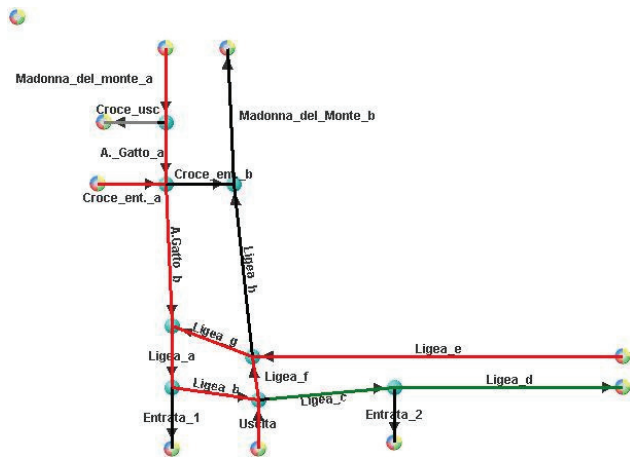 Madonna_del_monte_a
Croce_usc
Madonna_del_Monte_b
A._Gatto_a
Croce_ent._b
Croce_ent._a
A.Gatto_b
Ligea_h
Ligea_g
Ligea_a
Ligea_e
Ligea_f
Ligea_b
Ligea_c
Ligea_d
Entrata_1
Uscita
Entrata_2